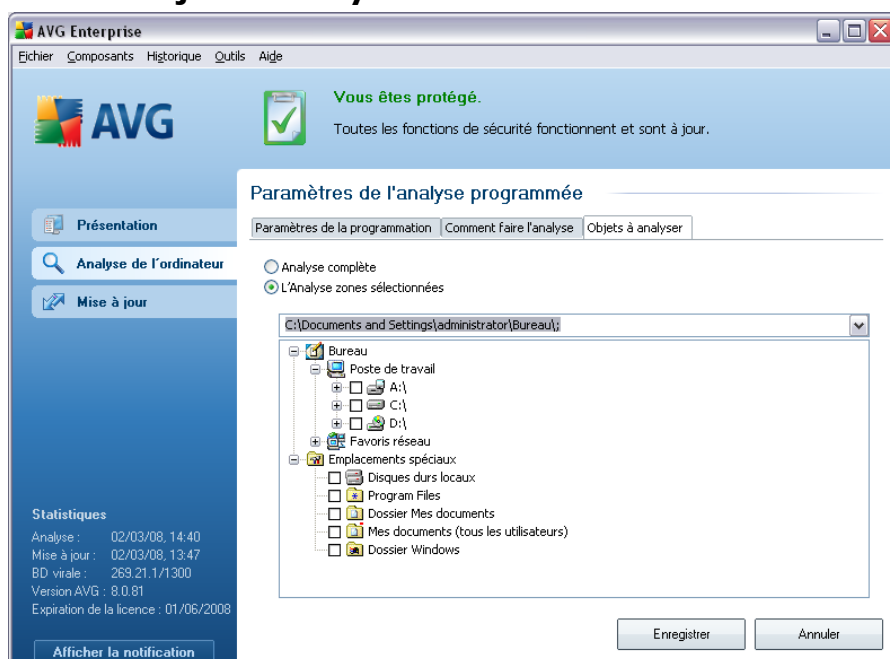 AVG Enterprise
Fichier Composants Historique Outils Aide
AVG
Vous êtes protégé.
Toutes les fonctions de sécurité fonctionnent et sont à jour.
Présentation
Analyse de l'ordinateur
Mise à jour
Paramètres de l'analyse programmée
Paramètres de la programmation Comment faire l'analyse Objets à analyser
Analyse complète
L'Analyse zones sélectionnées
C:\Documents and Settings\administrator\Bureau\;
Bureau
Poste de travail
A:\
C:\
D:\
Favoris réseau
Emplacements spéciaux
Disques durs locaux
Program Files
Dossier Mes documents
Mes documents (tous les utilisateurs)
Dossier Windows
Statistiques
Analyse : 02/03/08, 14:40
Mise à jour : 02/03/08, 13:47
BD virale : 269.21.1/1300
Version AVG : 8.0.81
Expiration de la licence : 01/06/2008
Afficher la notification
Enregistrer Annuler